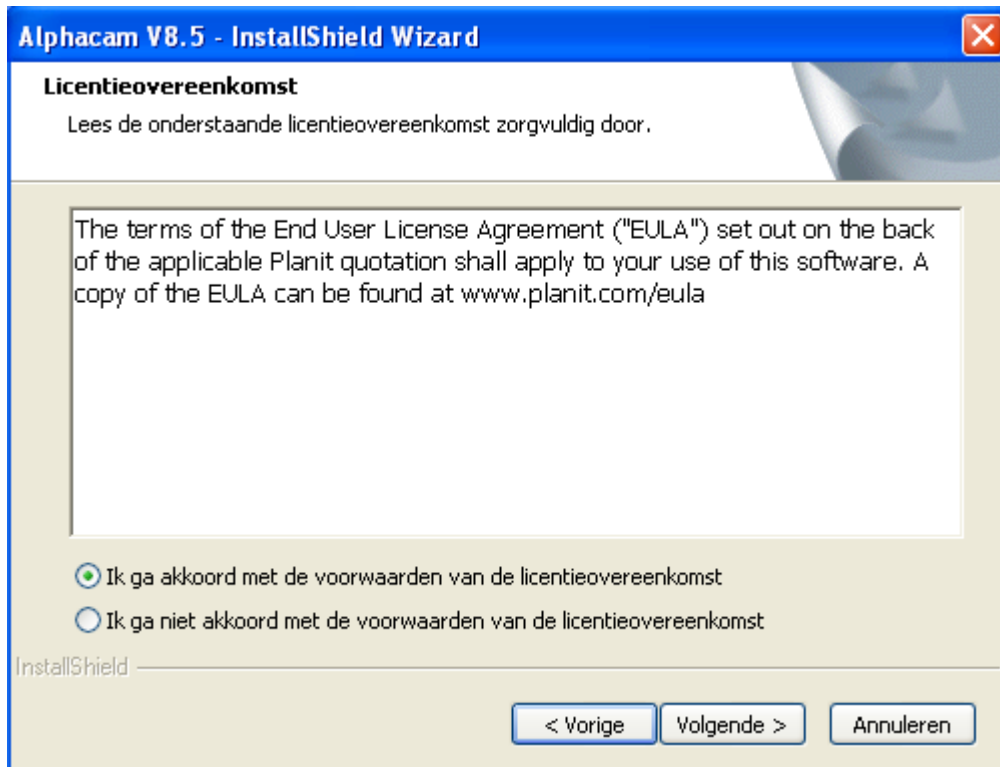 Alphacam V8.5 - InstallShield Wizard
Licentieovereenkomst
Lees de onderstaande licentieovereenkomst zorgvuldig door.
The terms of the End User License Agreement ("EULA") set out on the back
of the applicable Planit quotation shall apply to your use of this software. A
copy of the EULA can be found at www.planit.com/eula
Ik ga akkoord met de voorwaarden van de licentieovereenkomst
Ik ga niet akkoord met de voorwaarden van de licentieovereenkomst
InstallShield
< Vorige
Volgende >
Annuleren